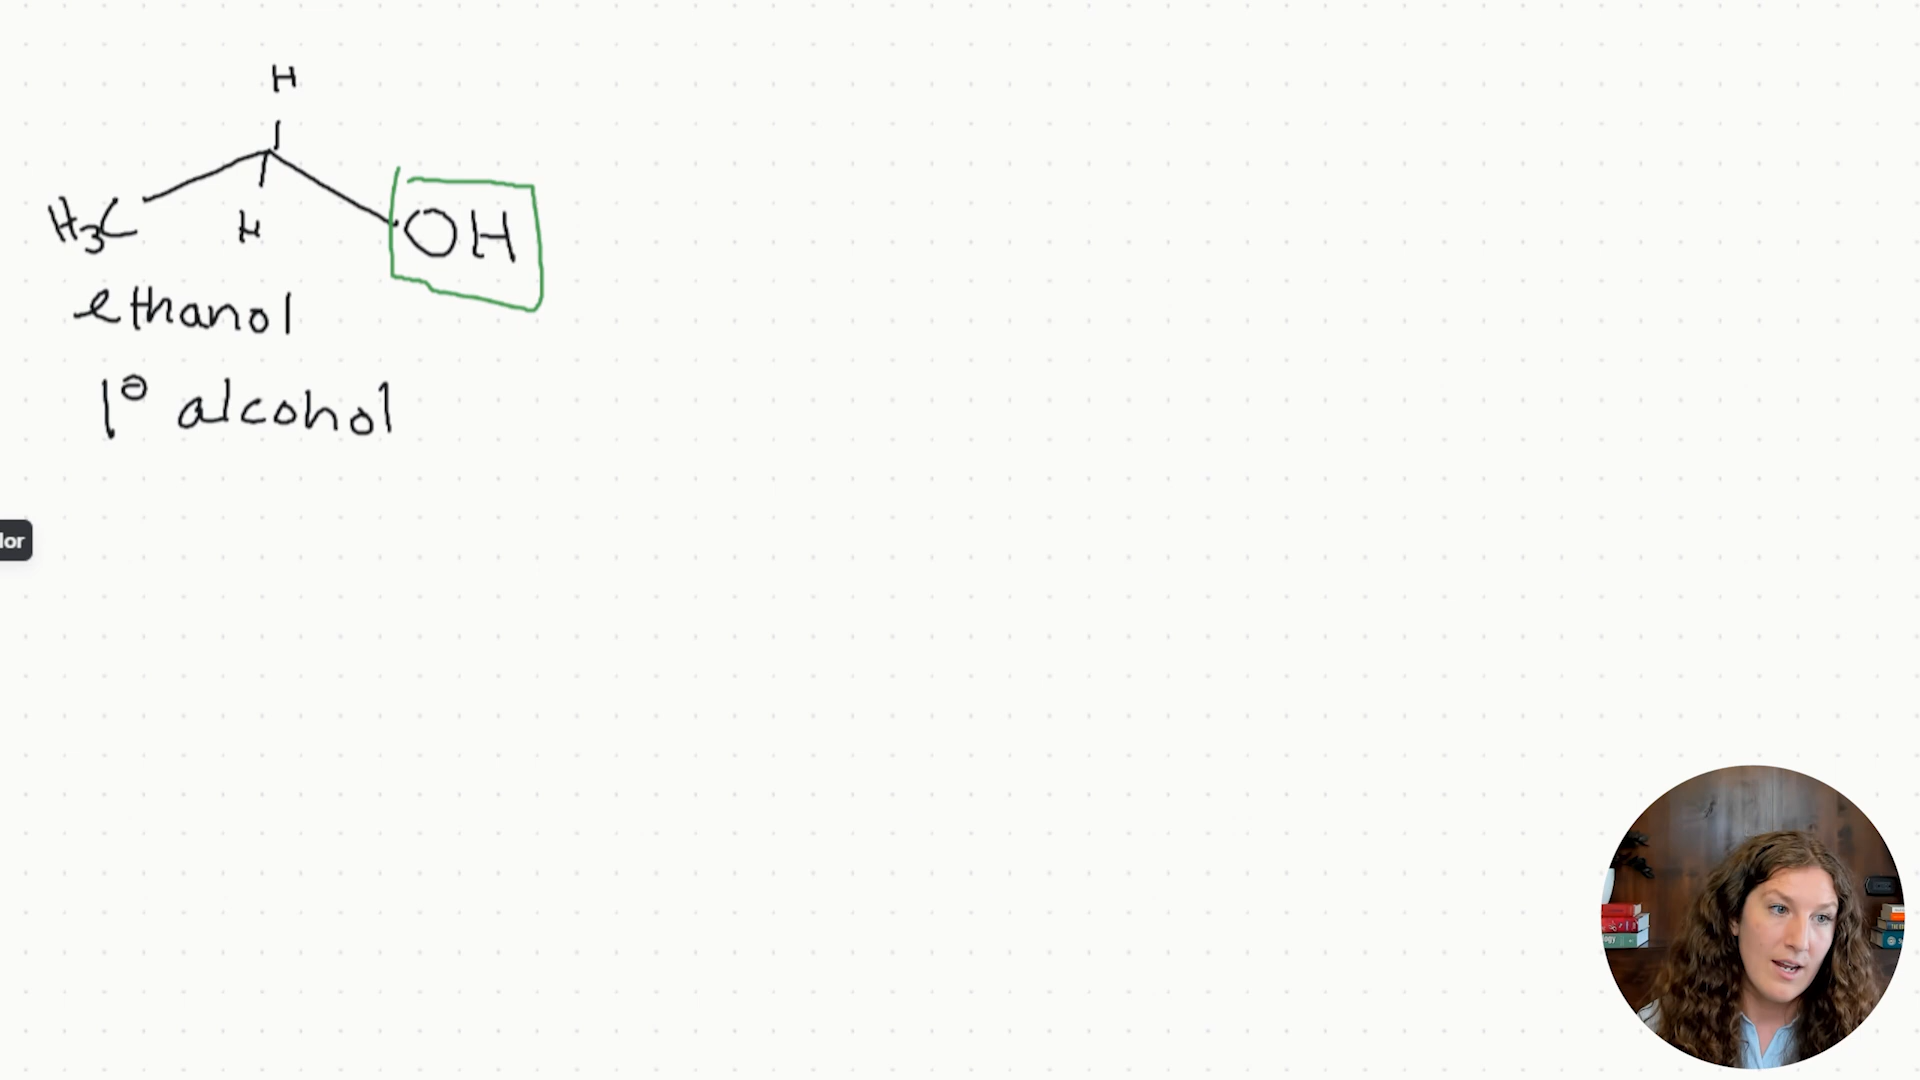 H
H₃C
H
OH
ethanol
1° alcohol
lor